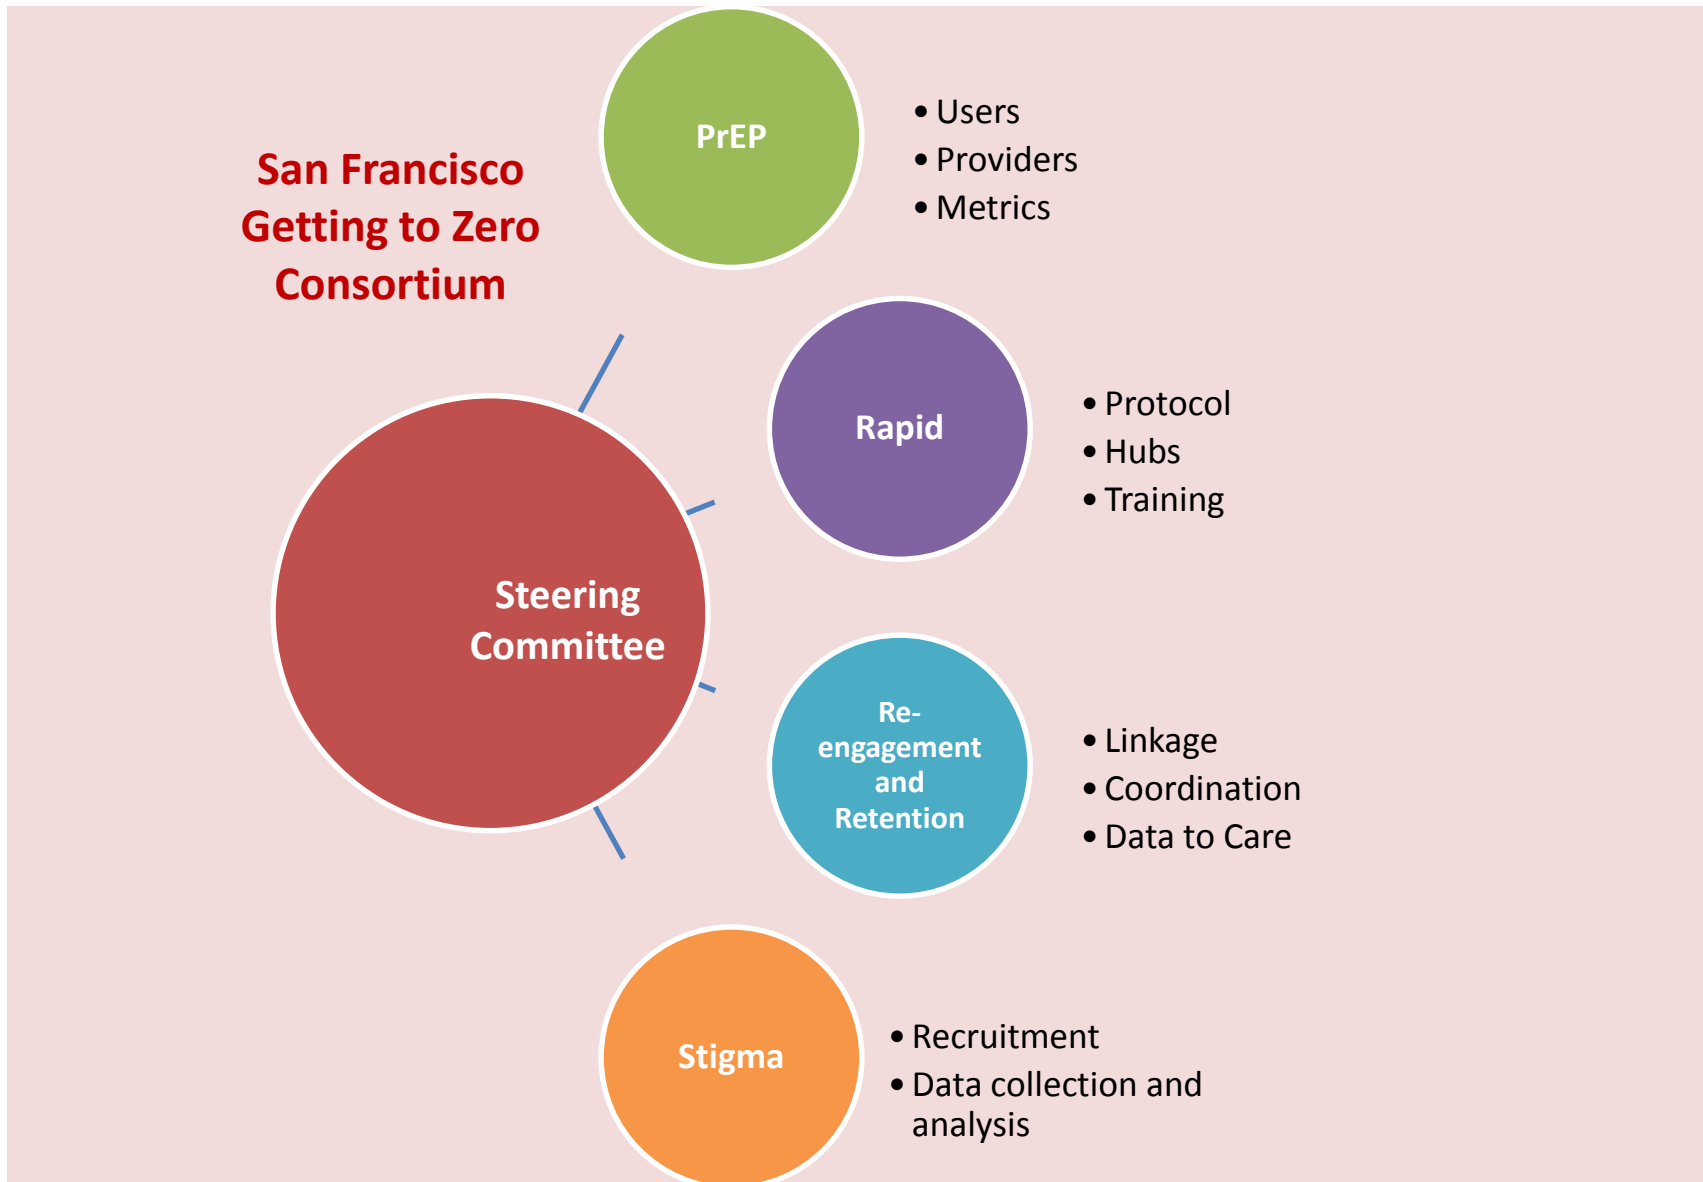 San Francisco
Getting to Zero
Consortium
PrEP
• Users
• Providers
• Metrics
Rapid
• Protocol
• Hubs
• Training
Steering
Committee
Re-
engagement
and
Retention
• Linkage
• Coordination
• Data to Care
Stigma
• Recruitment
• Data collection and
analysis